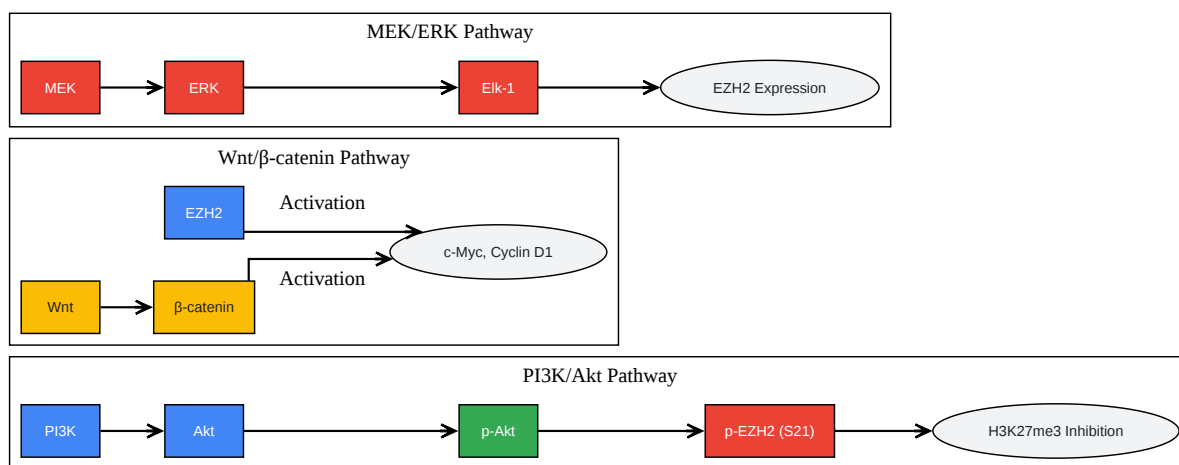 MEK/ERK Pathway
MEK
ERK
Elk-1
EZH2 Expression
Wnt/β-catenin Pathway
EZH2
Activation
c-Myc, Cyclin D1
Activation
Wnt
β-catenin
PI3K/Akt Pathway
PI3K
Akt
p-Akt
p-EZH2 (S21)
H3K27me3 Inhibition